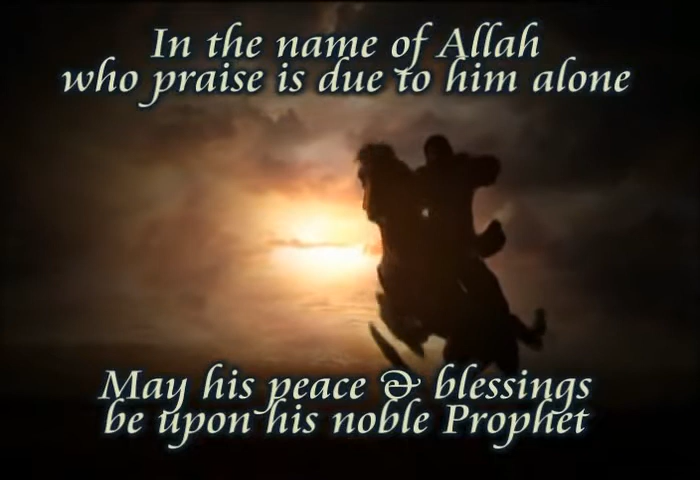 In the name of Allah
who praise is due to him alone
May his peace & blessings
be upon his noble Prophet